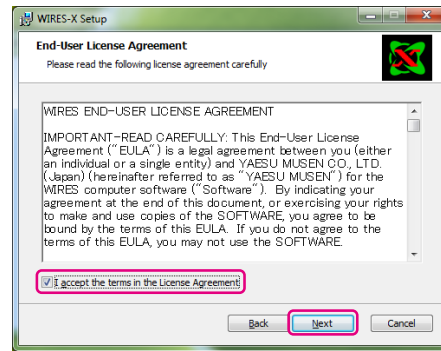 WIRES-X Setup
End-User License Agreement
Please read the following license agreement carefully
WIRES END-USER LICENSE AGREEMENT
IMPORTANT-READ CAREFULLY: This End-User License
Agreement ("EULA") is a legal agreement between you (either
an individual or a single entity) and YAESU MUSEN CO., LTD.
(Japan) (hereinafter referred to as "YAESU MUSEN") for the
WIRES computer software ("Software"). By indicating your
agreement at the end of this document, or exercising your rights
to make and use copies of the SOFTWARE, you agree to be
bound by the terms of this EULA. If you do not agree to the
terms of this EULA, you may not use the SOFTWARE.
I accept the terms in the License Agreement
Back Next Cancel